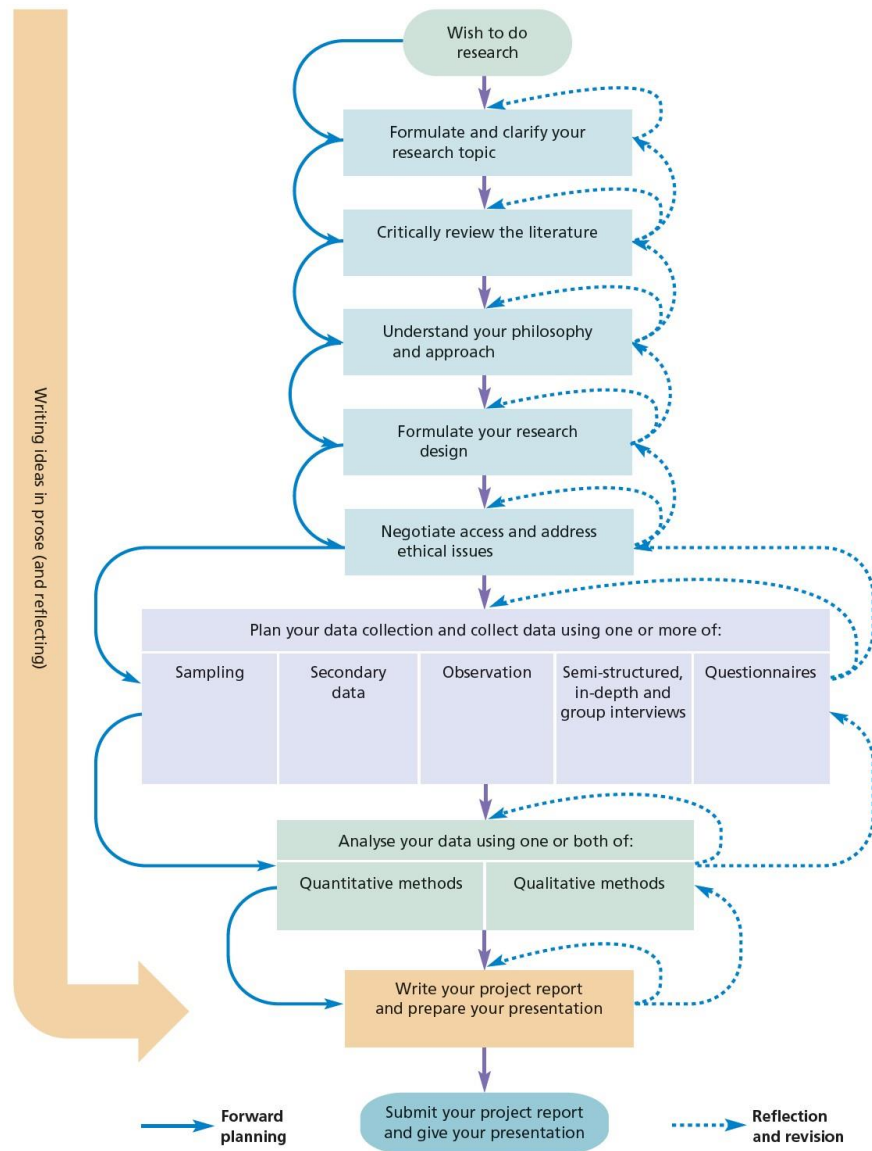 Wish to do
research
Formulate and clarify your
research topic
Critically review the literature
Understand your philosophy
and approach
Formulate your research
design
Negotiate access and address
ethical issues
Writing ideas in prose (and reflecting)
Plan your data collection and collect data using one or more of:
Sampling
Secondary
data
Observation
Semi-structured,
in-depth and
group interviews
Questionnaires
Analyse your data using one or both of:
Quantitative methods
Qualitative methods
Write your project report
and prepare your presentation
Submit your project report
and give your presentation
Forward
planning
Reflection
and revision